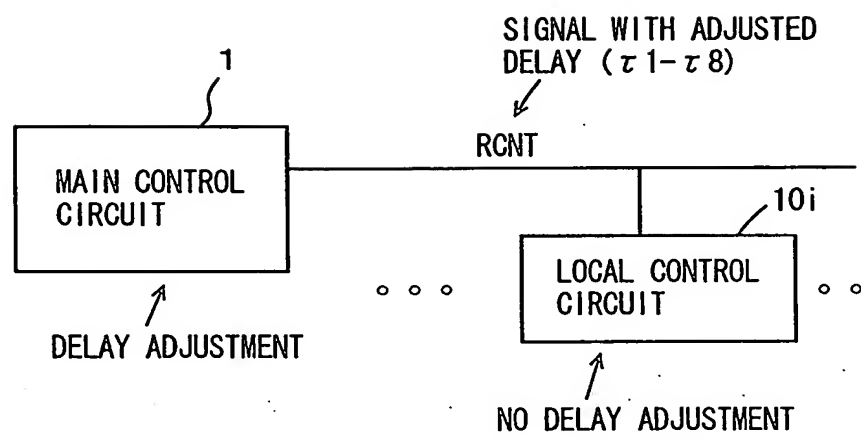 SIGNAL WITH ADJUSTED
DELAY (τ1-τ8)
1
RCNT
MAIN CONTROL
CIRCUIT
10i
LOCAL CONTROL
CIRCUIT
DELAY ADJUSTMENT
NO DELAY ADJUSTMENT